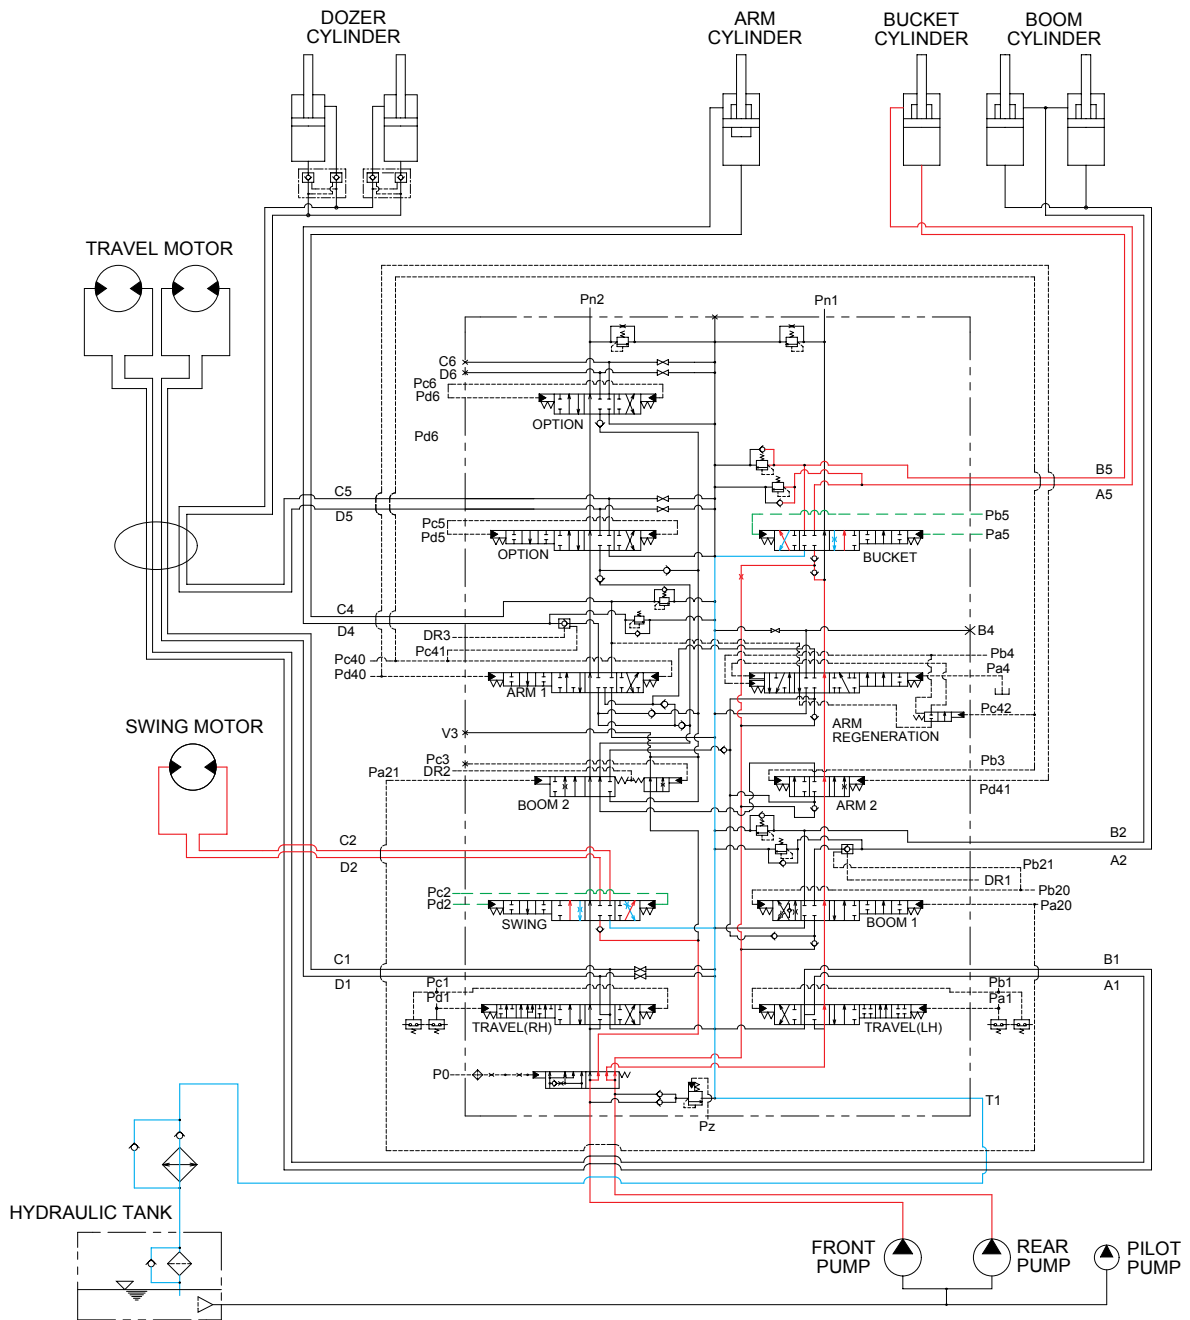 DOZER
CYLINDER
ARM
CYLINDER
BUCKET
CYLINDER
BOOM
CYLINDER
TRAVEL MOTOR
Pn2
Pn1
C6
D6
Pc6
Pd6
OPTION
Pd6
B5
A5
C5
D5
Pb5
Pc5
Pd5
Pa5
OPTION
BUCKET
C4
D4
DR3
Pc41
B4
Pb4
Pc40
Pd40
Pa4
ARM 1
Pc42
ARM
REGENERATION
SWING MOTOR
V3
Pc3
DR2
Pa21
Pb3
Pd41
BOOM 2
ARM 2
B2
A2
C2
D2
Pb21
DR1
Pc2
Pd2
Pb20
Pa20
SWING
BOOM 1
C1
D1
B1
A1
Pc1
Pd1
Pb1
Pa1
TRAVEL(RH)
TRAVEL(LH)
P0
T1
Pz
HYDRAULIC TANK
FRONT
PUMP
REAR
PUMP
PILOT
PUMP